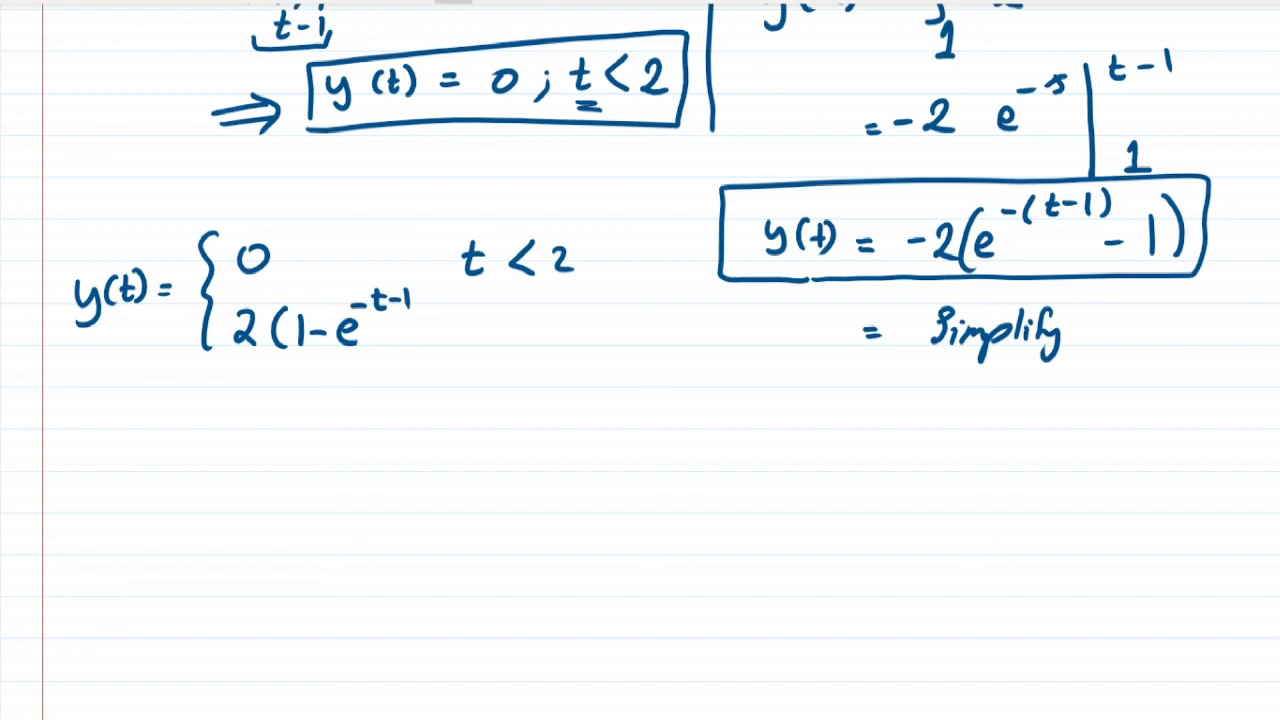 t-1
⇒ y(t) = 0 ; t < 2
1
= -2 e^{-s} | t-1
1
y(t) = -2(e^{-(t-1)} - 1)
= Simplify
y(t) = { 0 t < 2
2(1-e^{-t-1}